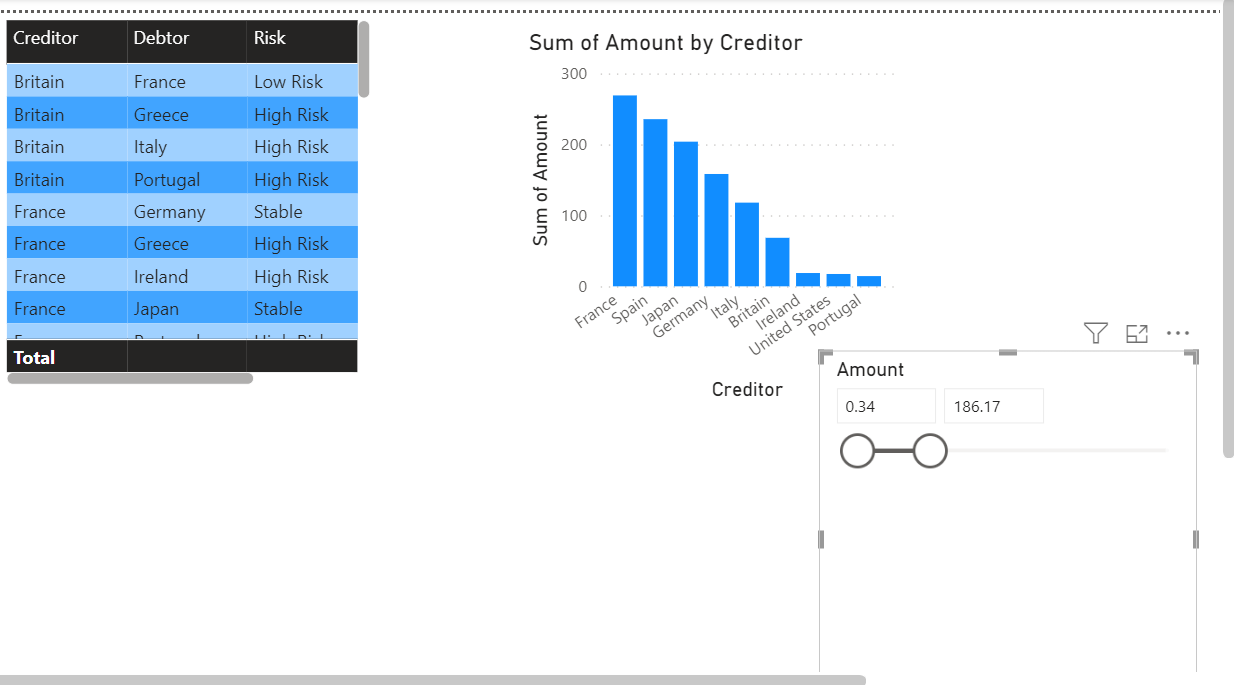 Creditor Debtor Risk
Britain France Low Risk
Britain Greece High Risk
Britain Italy High Risk
Britain Portugal High Risk
France Germany Stable
France Greece High Risk
France Ireland High Risk
France Japan Stable
Total
Sum of Amount by Creditor
Sum of Amount
300
200
100
0
France Spain Japan Germany Italy Britain Ireland United States Portugal
Creditor
Amount
0.34 186.17